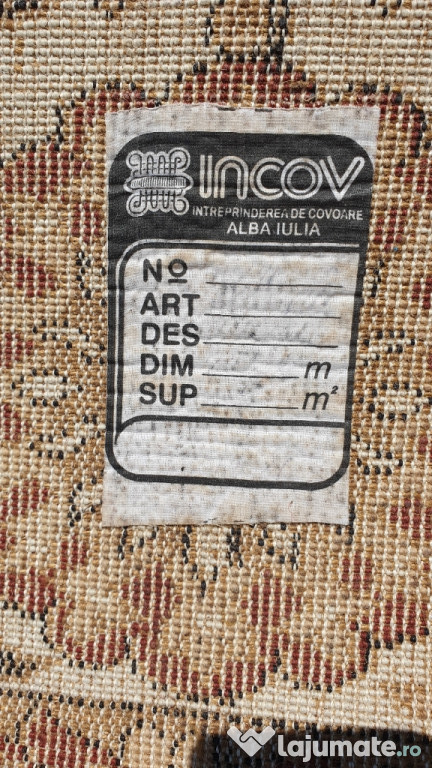 INCOV
INTREPRINDEREA DE COVOARE
ALBA IULIA
Nº
ART
DES
DIM m
SUP m²
lajumate.ro